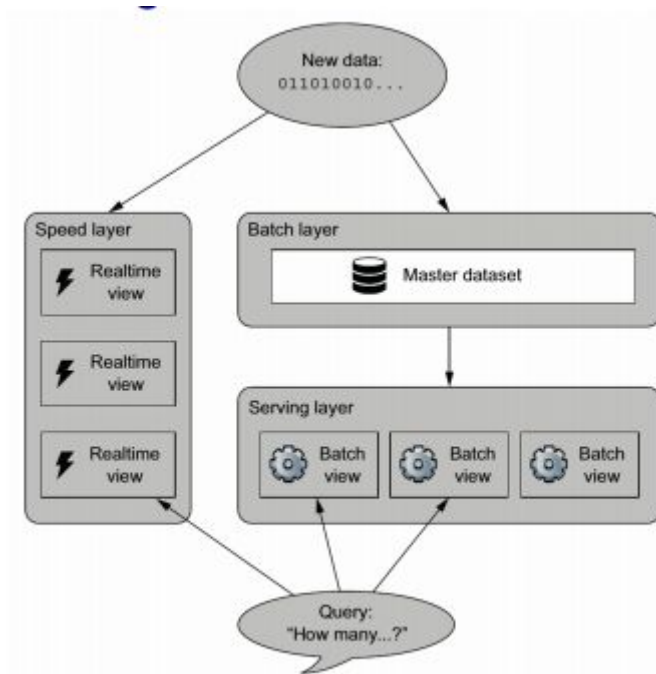 New data:
011010010...
Speed layer
Realtime
view
Realtime
view
Realtime
view
Batch layer
Master dataset
Serving layer
Batch
view
Batch
view
Batch
view
Query:
“How many...?”